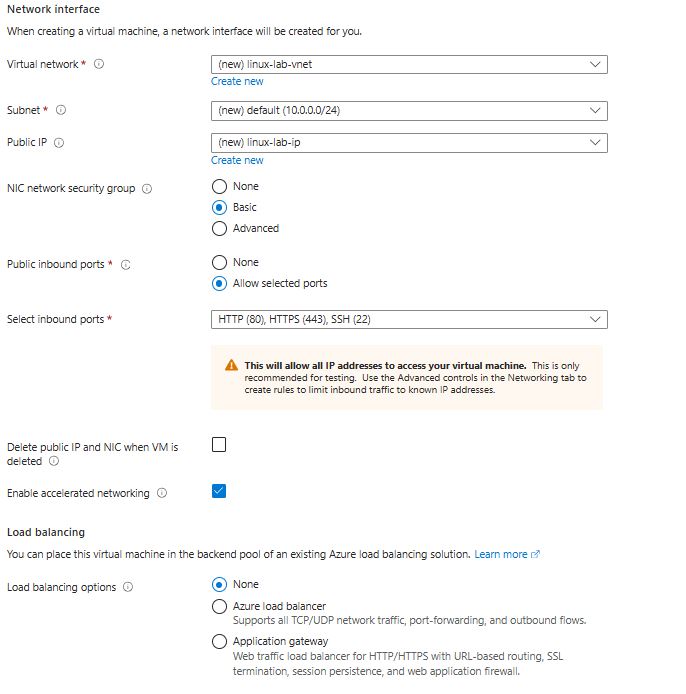 Network interface
When creating a virtual machine, a network interface will be created for you.
Virtual network *
(new) linux-lab-vnet
Create new
Subnet *
(new) default (10.0.0.0/24)
Public IP
(new) linux-lab-ip
Create new
NIC network security group
None
Basic
Advanced
Public inbound ports *
None
Allow selected ports
Select inbound ports *
HTTP (80), HTTPS (443), SSH (22)
This will allow all IP addresses to access your virtual machine. This is only
recommended for testing. Use the Advanced controls in the Networking tab to
create rules to limit inbound traffic to known IP addresses.
Delete public IP and NIC when VM is
deleted
Enable accelerated networking
Load balancing
You can place this virtual machine in the backend pool of an existing Azure load balancing solution. Learn more
Load balancing options
None
Azure load balancer
Supports all TCP/UDP network traffic, port-forwarding, and outbound flows.
Application gateway
Web traffic load balancer for HTTP/HTTPS with URL-based routing, SSL
termination, session persistence, and web application firewall.